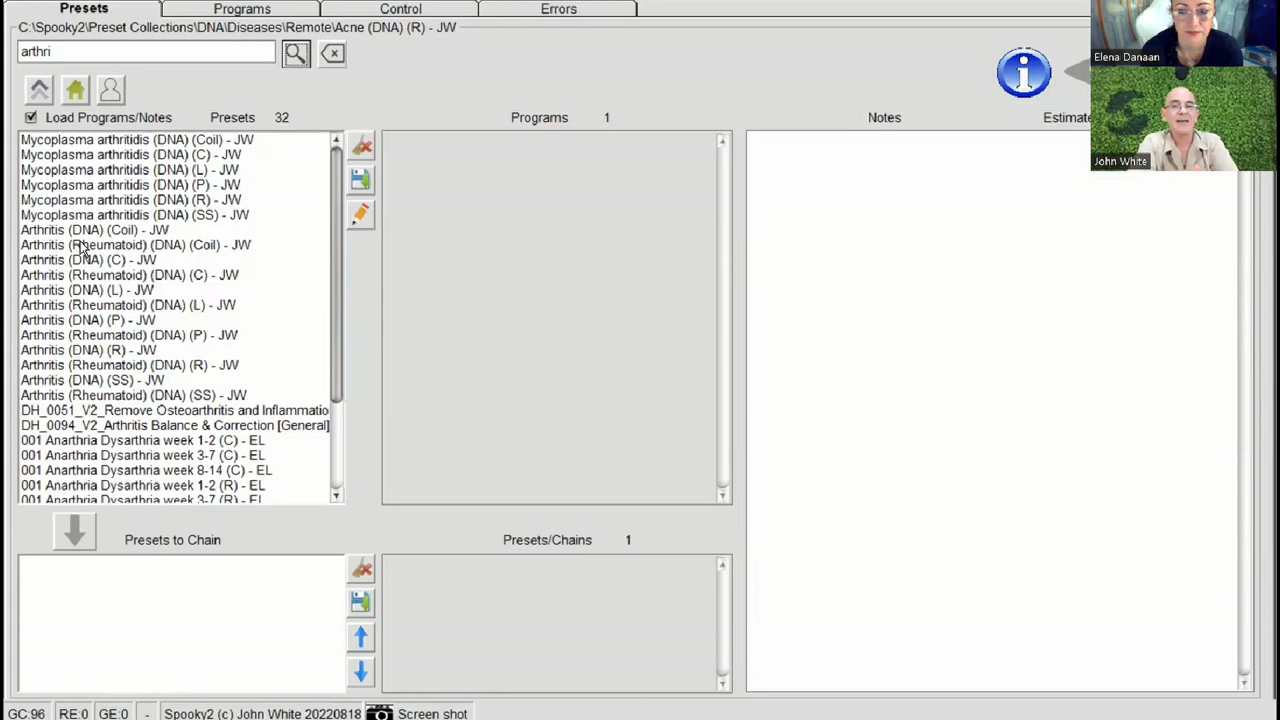 Presets
Programs
Control
Errors
C:\Spooky2\Preset Collections\DNA\Diseases\Remote\Acne (DNA) (R) - JW
arthri
Elena Danaan
John White
Load Programs/Notes
Presets 32
Programs 1
Notes
Estimate
Mycoplasma arthritidis (DNA) (Coil) - JW
Mycoplasma arthritidis (DNA) (C) - JW
Mycoplasma arthritidis (DNA) (L) - JW
Mycoplasma arthritidis (DNA) (P) - JW
Mycoplasma arthritidis (DNA) (R) - JW
Mycoplasma arthritidis (DNA) (SS) - JW
Arthritis (DNA) (Coil) - JW
Arthritis (Rheumatoid) (DNA) (Coil) - JW
Arthritis (DNA) (C) - JW
Arthritis (Rheumatoid) (DNA) (C) - JW
Arthritis (DNA) (L) - JW
Arthritis (Rheumatoid) (DNA) (L) - JW
Arthritis (DNA) (P) - JW
Arthritis (Rheumatoid) (DNA) (P) - JW
Arthritis (DNA) (R) - JW
Arthritis (Rheumatoid) (DNA) (R) - JW
Arthritis (DNA) (SS) - JW
Arthritis (Rheumatoid) (DNA) (SS) - JW
DH_0051_V2_Remove Osteoarthritis and Inflammatio
DH_0094_V2_Arthritis Balance & Correction [General]
001 Anarthria Dysarthria week 1-2 (C) - EL
001 Anarthria Dysarthria week 3-7 (C) - EL
001 Anarthria Dysarthria week 8-14 (C) - EL
001 Anarthria Dysarthria week 1-2 (R) - EL
001 Anarthria Dysarthria week 3-7 (R) - EL
Presets to Chain
Presets/Chains 1
GC:96
RE:0
GE:0
-
Spooky2 (c) John White 20220818
Screen shot